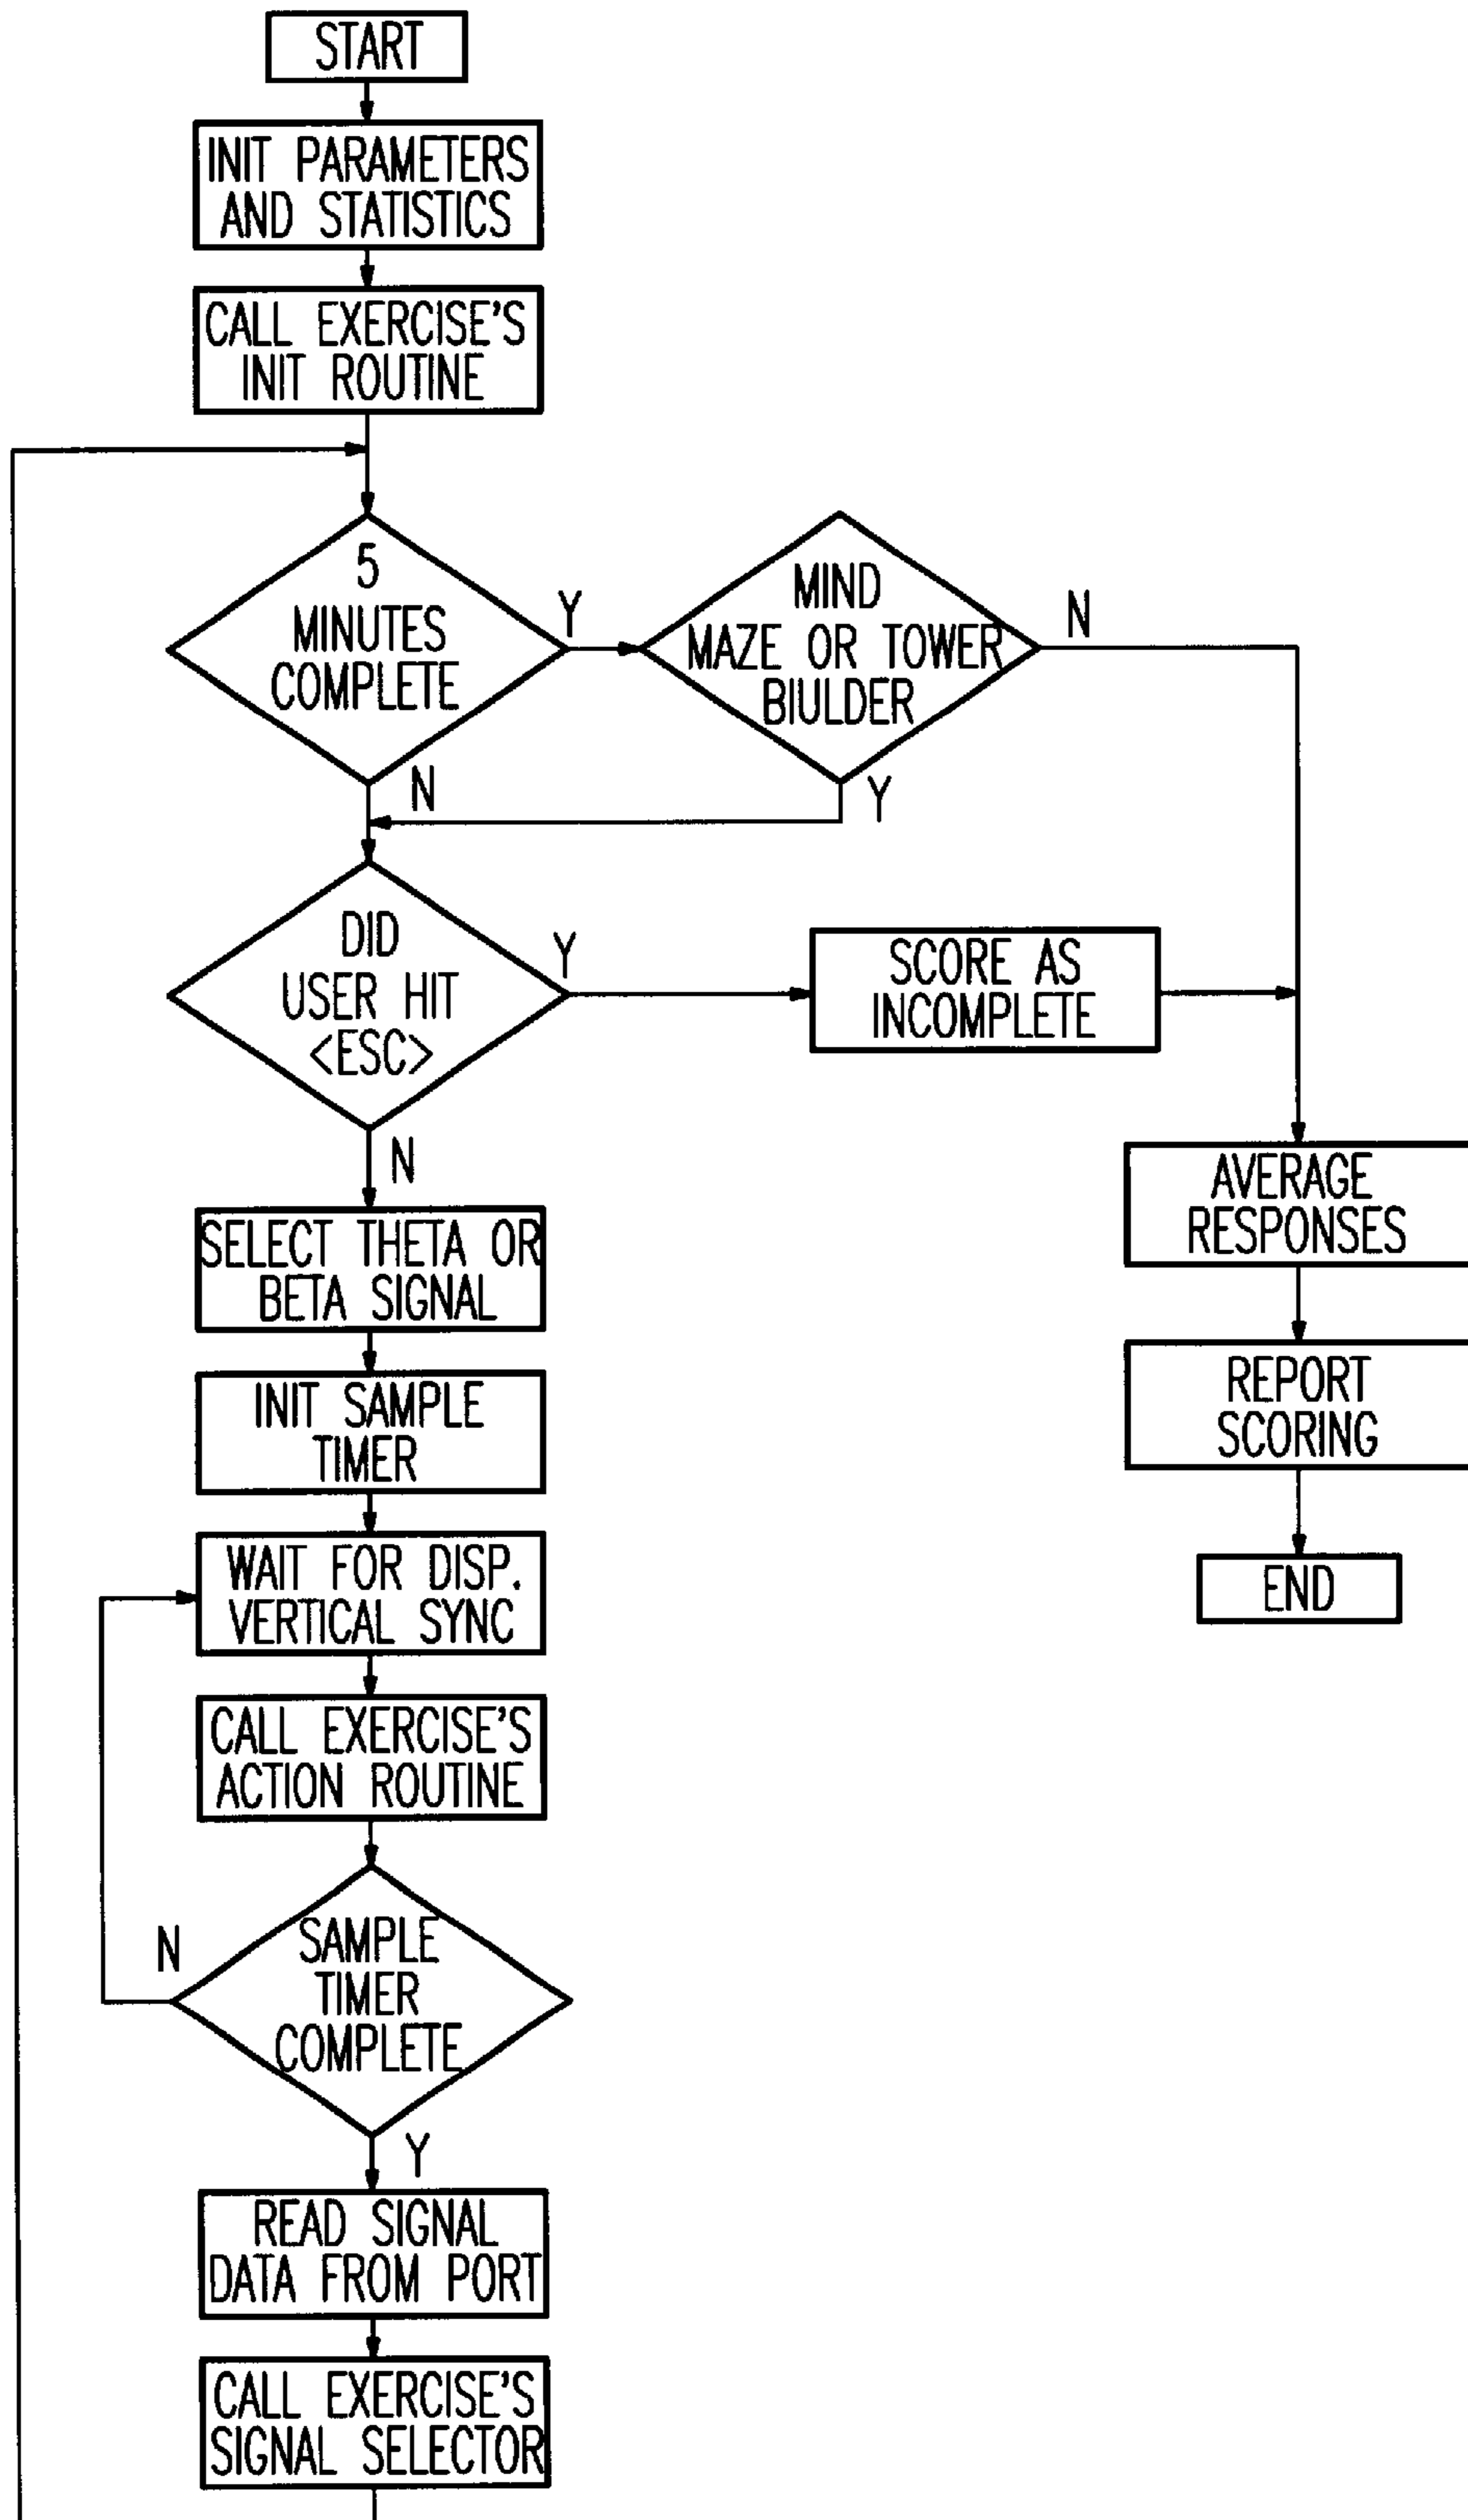 START
INIT PARAMETERS
AND STATISTICS
CALL EXERCISE'S
INIT ROUTINE
5
MINUTES
COMPLETE
Y
MIND
MAZE OR TOWER
BIULDER
N
N
Y
DID
USER HIT
<ESC>
Y
SCORE AS
INCOMPLETE
N
AVERAGE
RESPONSES
SELECT THETA OR
BETA SIGNAL
REPORT
SCORING
INIT SAMPLE
TIMER
END
WAIT FOR DISP.
VERTICAL SYNC
CALL EXERCISE'S
ACTION ROUTINE
N
SAMPLE
TIMER
COMPLETE
Y
READ SIGNAL
DATA FROM PORT
CALL EXERCISE'S
SIGNAL SELECTOR